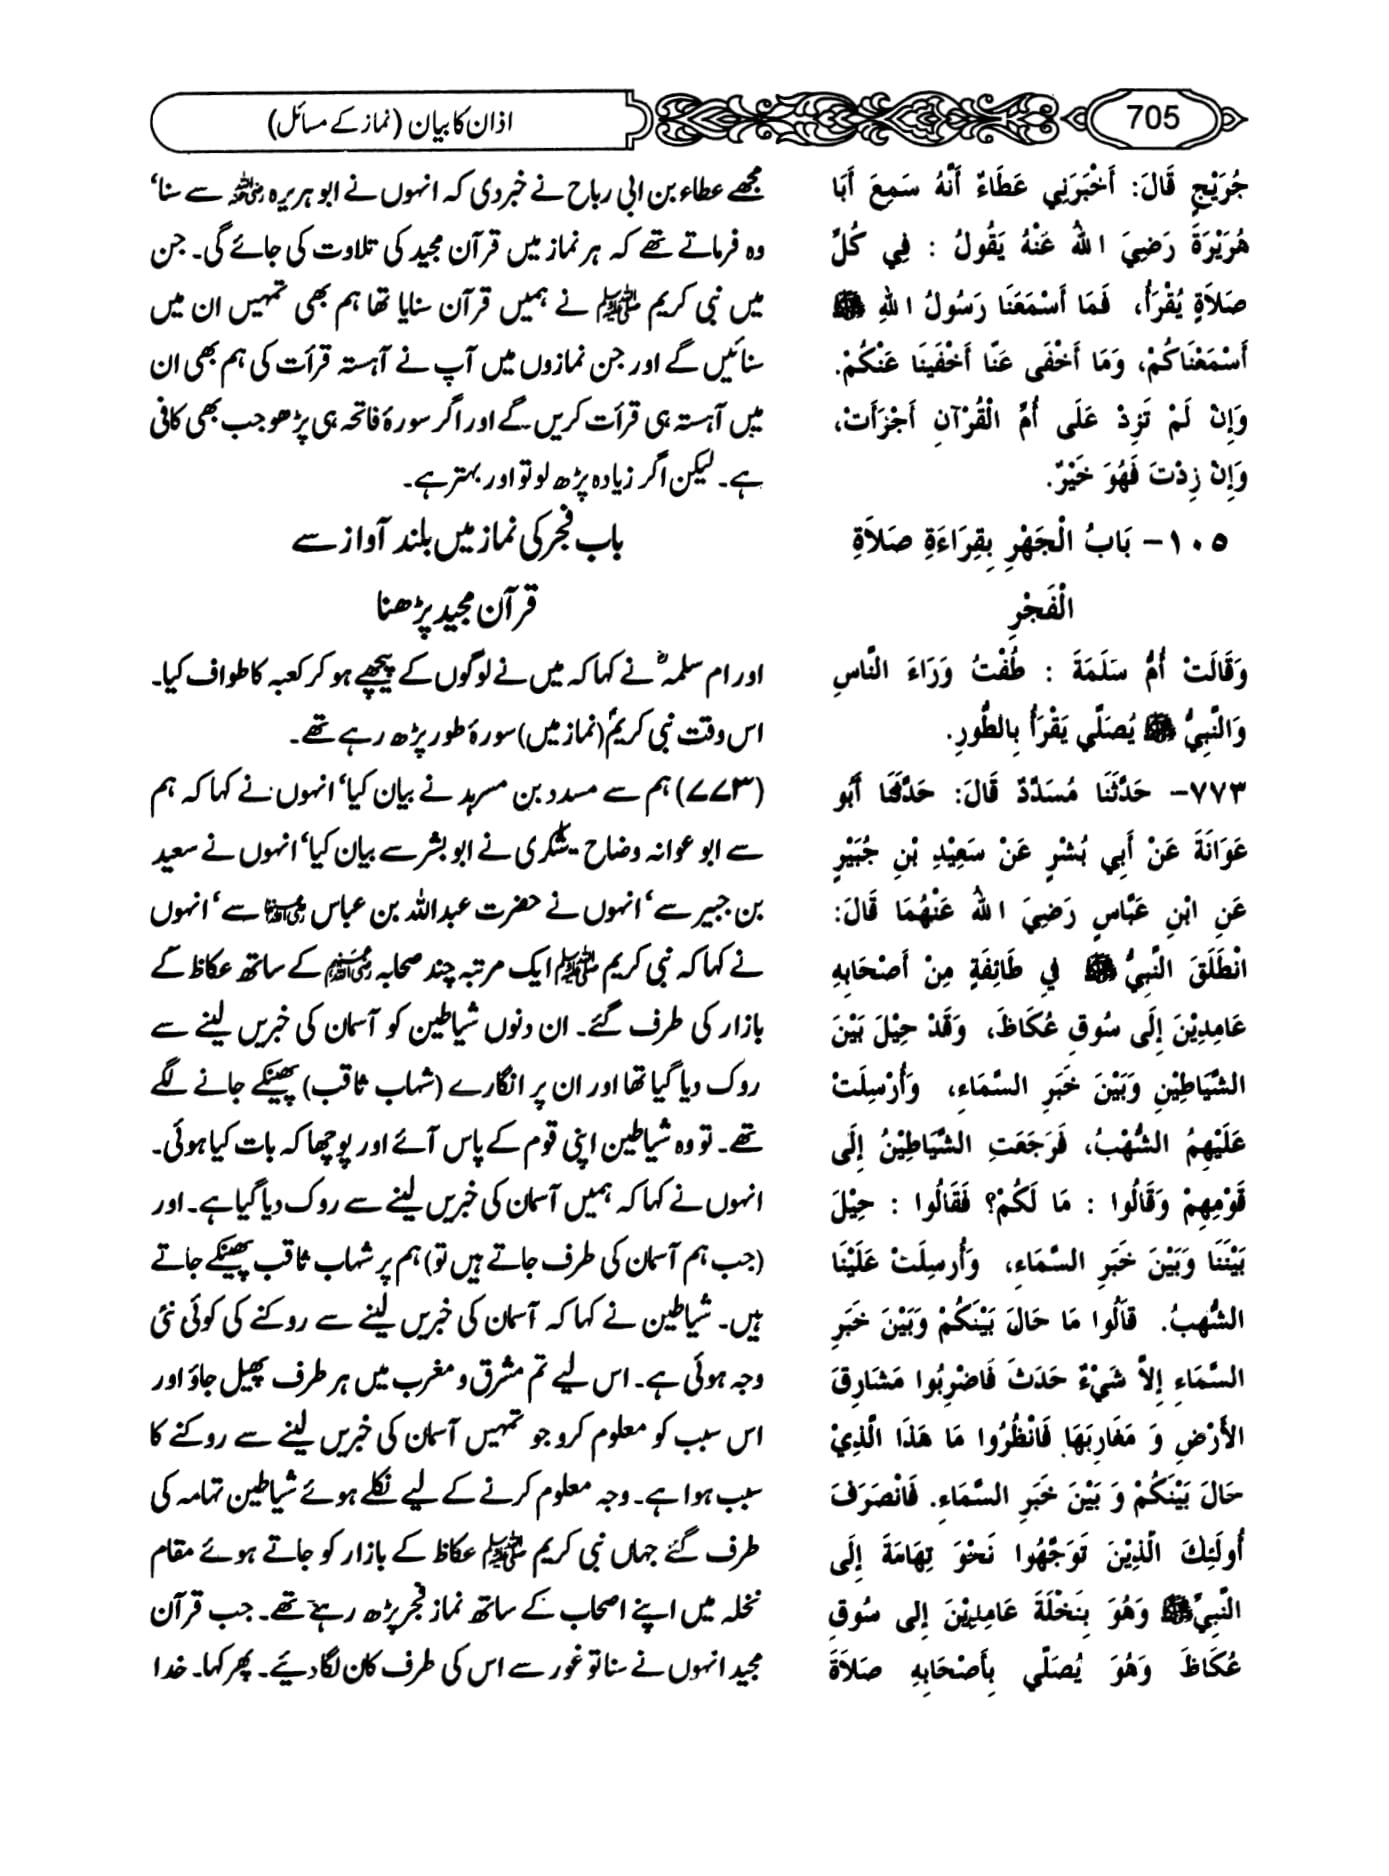 705
اذان کا بیان (نماز کے مسائل)
جُرَيْجٍ قَالَ: أَخْبَرَنِي عَطَاءٌ أَنَّهُ سَمِعَ أَبَا
هُرَيْرَةَ رَضِيَ اللهُ عَنْهُ يَقُولُ : فِي كُلِّ
صَلاَةٍ يُقْرَأُ، فَمَا أَسْمَعَنَا رَسُولُ اللهِ ﷺ
أَسْمَعْنَاكُمْ، وَمَا أَخْفَى عَنَّا أَخْفَينَا عَنْكُمْ.
وَإِنْ لَمْ تَزِدْ عَلَى أُمِّ الْقُرْآنِ أَجْزَأَتْ،
وَإِنْ زِدْتَ فَهُوَ خَيْرٌ.
١٠٥- بَابُ الْجَهْرِ بِقِرَاءَةِ صَلاَةِ
الْفَجْرِ
وَقَالَتْ أُمُّ سَلَمَةَ : طُفْتُ وَرَاءَ النَّاسِ
وَالنَّبِيُّ ﷺ يُصَلِّي يَقْرَأُ بِالطُّورِ.
٧٧٣- حَدَّثَنَا مُسَدَّدٌ قَالَ: حَدَّثَنَا أَبُو
عَوَانَةَ عَنْ أَبِي بُشْرٍ عَنْ سَعِيْدِ بْنِ جُبَيْرٍ
عَنِ ابْنِ عَبَّاسٍ رَضِيَ اللهُ عَنْهُمَا قَالَ:
انْطَلَقَ النَّبِيُّ ﷺ فِي طَائِفَةٍ مِنْ أَصْحَابِهِ
عَامِدِيْنَ إِلَى سُوقِ عُكَاظَ، وَقَدْ حِيْلَ بَيْنَ
الشَّيَاطِيْنِ وَبَيْنَ خَبَرِ السَّمَاءِ، وَأُرْسِلَتْ
عَلَيْهِمُ الشُّهْبُ، فَرَجَعَتِ الشَّيَاطِيْنُ إِلَى
قَوْمِهِمْ وَقَالُوا : مَا لَكُمْ؟ فَقَالُوا : حِيْلَ
بَيْنَنَا وَبَيْنَ خَبَرِ السَّمَاءِ، وَأُرسِلَتْ عَلَيْنَا
الشُّهبُ. قَالُوا مَا حَالَ بَيْنَكُمْ وَبَيْنَ خَبَرِ
السَّمَاءِ إِلاَّ شَيْءٌ حَدَثَ فَاضْرِبُوا مَشَارِقَ
الأَرْضِ وَ مَغَارِبَهَا فَانْظُرُوا مَا هَذَا الَّذِيْ
حَالَ بَيْنَكُمْ وَ بَيْنَ خَبَرِ السَّمَاءِ. فَانْصَرَفَ
أُولَئِكَ الَّذِيْنَ تَوَجَّهُوا نَحْوَ تِهَامَةَ إِلَى
النَّبِيِّ ﷺ وَهُوَ بِنَخْلَةَ عَامِدِيْنَ إِلى سُوقِ
عُكَاظَ وَهُوَ يُصَلِّي بِأَصْحَابِهِ صَلاَةَ
مجھے عطاء بن ابی رباح نے خبر دی کہ انہوں نے ابو ہریرہ رضی اللہ عنہ سے سنا‘
وہ فرماتے تھے کہ ہر نماز میں قرآن مجید کی تلاوت کی جائے گی۔ جن
میں نبی کریم ﷺ نے ہمیں قرآن سنایا تھا ہم بھی تمہیں ان میں
سنائیں گے اور جن نمازوں میں آپ نے آہستہ قرأت کی ہم بھی ان
میں آہستہ ہی قرأت کریں گے اور اگر سورۂ فاتحہ ہی پڑھو جب بھی کافی
ہے۔ لیکن اگر زیادہ پڑھ لو تو اور بہتر ہے۔
باب فجر کی نماز میں بلند آواز سے
قرآن مجید پڑھنا
اور ام سلمہؓ نے کہا کہ میں نے لوگوں کے پیچھے ہو کر کعبہ کا طواف کیا۔
اس وقت نبی کریمؐ (نماز میں) سورۂ طور پڑھ رہے تھے۔
(۷۷۳) ہم سے مسدد بن مسرہد نے بیان کیا‘ انہوں نے کہا کہ ہم
سے ابو عوانہ وضاح یشکری نے ابو بشر سے بیان کیا‘ انہوں نے سعید
بن جبیر سے‘ انہوں نے حضرت عبداللہ بن عباس رضی اللہ عنہما سے‘ انہوں
نے کہا کہ نبی کریم ﷺ ایک مرتبہ چند صحابہ رضی اللہ عنہم کے ساتھ عکاظ کے
بازار کی طرف گئے۔ ان دنوں شیاطین کو آسمان کی خبریں لینے سے
روک دیا گیا تھا اور ان پر انگارے (شہاب ثاقب) پھینکے جانے لگے
تھے۔ تو وہ شیاطین اپنی قوم کے پاس آئے اور پوچھا کہ بات کیا ہوئی۔
انہوں نے کہا کہ ہمیں آسمان کی خبریں لینے سے روک دیا گیا ہے۔ اور
(جب ہم آسمان کی طرف جاتے ہیں تو) ہم پر شہاب ثاقب پھینکے جاتے
ہیں۔ شیاطین نے کہا کہ آسمان کی خبریں لینے سے روکنے کی کوئی نئی
وجہ ہوئی ہے۔ اس لیے تم مشرق و مغرب میں ہر طرف پھیل جاؤ اور
اس سبب کو معلوم کرو جو تمہیں آسمان کی خبریں لینے سے روکنے کا
سبب ہوا ہے۔ وجہ معلوم کرنے کے لیے نکلے ہوئے شیاطین تہامہ کی
طرف گئے جہاں نبی کریم ﷺ عکاظ کے بازار کو جاتے ہوئے مقام
نخلہ میں اپنے اصحاب کے ساتھ نماز فجر پڑھ رہے تھے۔ جب قرآن
مجید انہوں نے سنا تو غور سے اس کی طرف کان لگا دیئے۔ پھر کہا۔ خدا